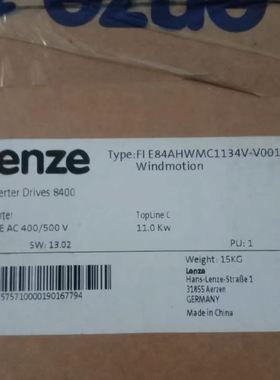 enze
Type:FI E84AHWMC1134V-V001
Windmotion
erter Drives 8400
rter
TopLine C
E AC 400/500 V
11.0 Kw
SW: 13.02
PU: 1
Weight: 15KG
Lenze
Hans-Lenze-Straße 1
31855 Aerzen
GERMANY
Made in China
575710000190167794